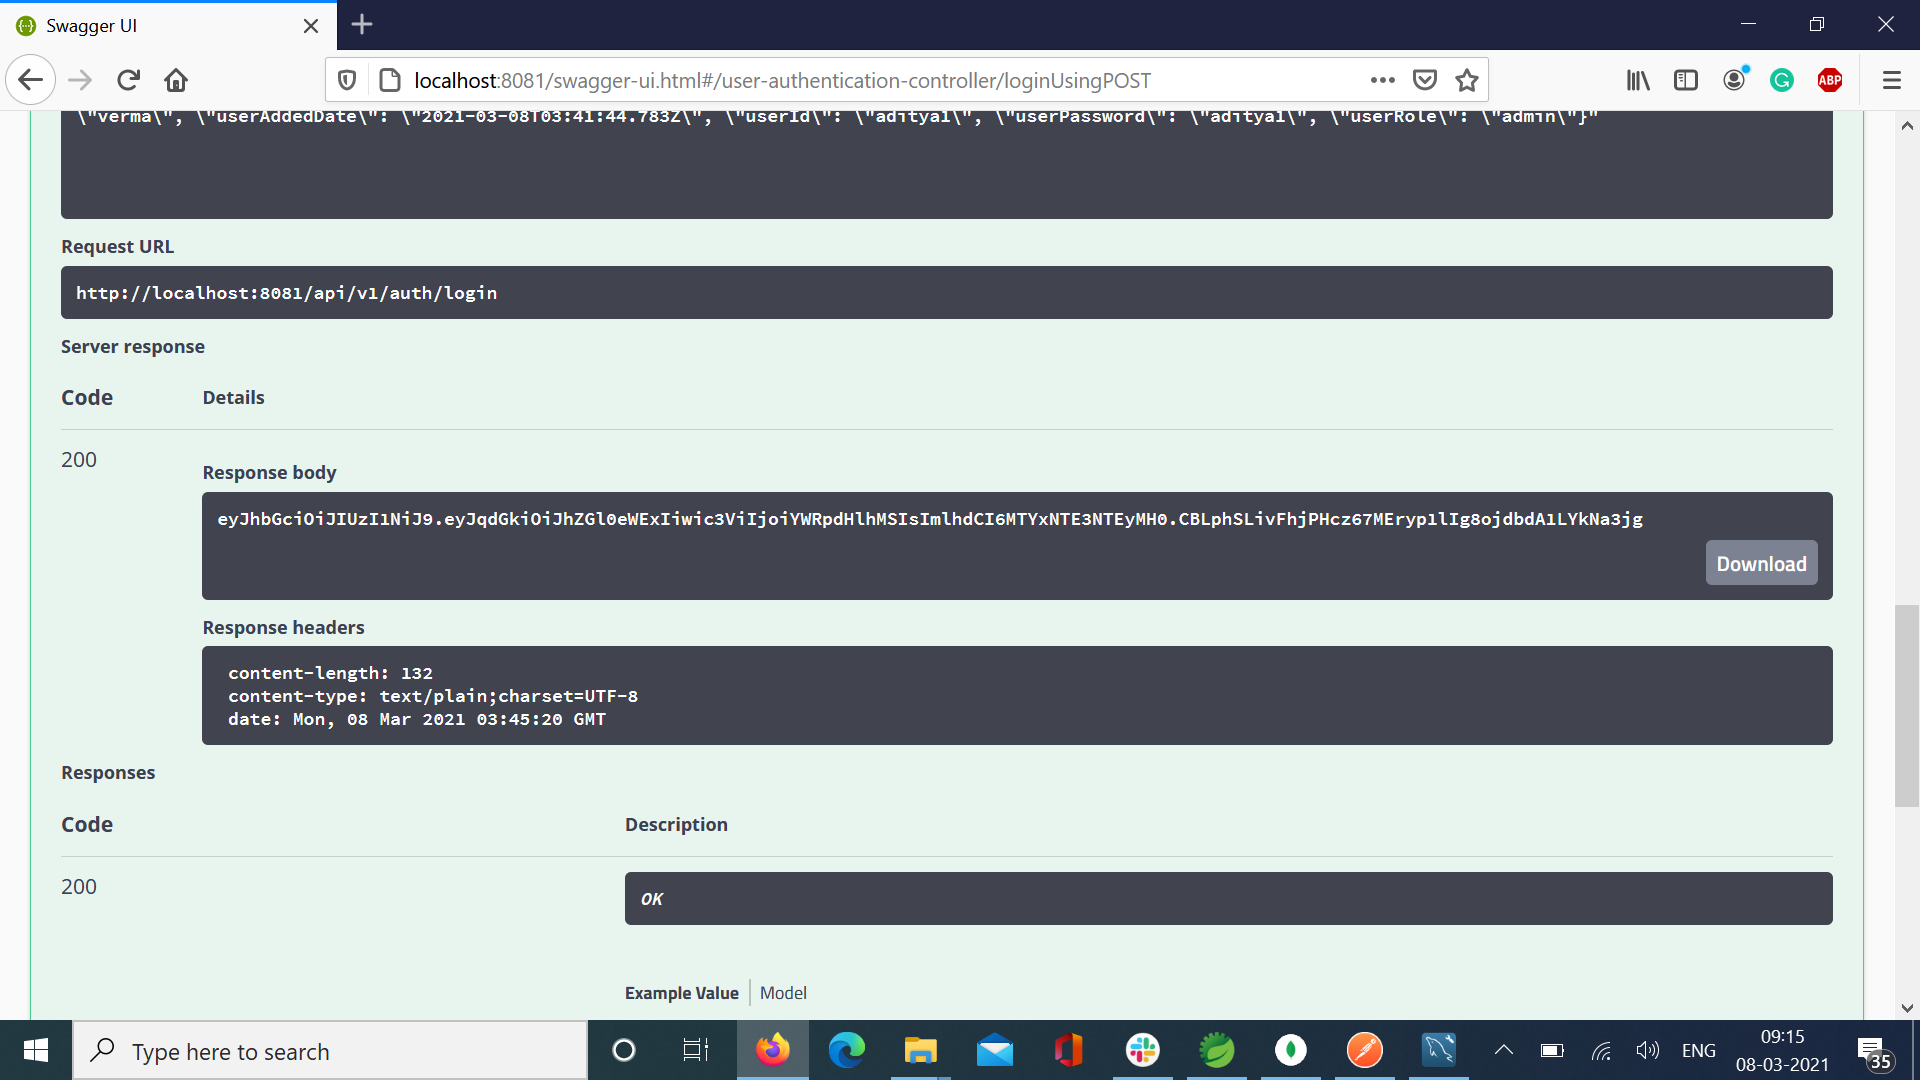 Swagger UI
localhost:8081/swagger-ui.html#/user-authentication-controller/loginUsingPOST
ABP
\"verma\", \"userAddedDate\": \"2021-03-08T03:41:44.783Z\", \"userId\": \"aditya1\", \"userPassword\": \"aditya1\", \"userRole\": \"admin\"}"
Request URL
http://localhost:8081/api/v1/auth/login
Server response
Code Details
200
Response body
eyJhbGciOiJIUzI1NiJ9.eyJqdGkiOiJhZGl0eWExIiwic3ViIjoiYWRpdHlhMSIsImlhdCI6MTYxNTE3NTEyMH0.CBLphSLivFhjPHcz67MEryp1lIg8ojdbdA1LYkNa3jg
Download
Response headers
content-length: 132
content-type: text/plain;charset=UTF-8
date: Mon, 08 Mar 2021 03:45:20 GMT
Responses
Code Description
200
OK
Example Value Model
Type here to search
ENG
09:15
08-03-2021
35